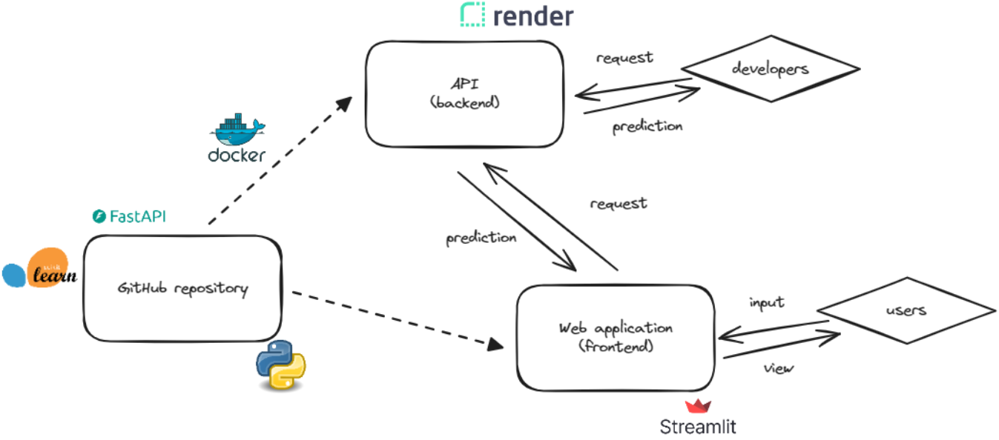 render
API
(backend)
request
developers
prediction
docker
request
FastAPI
prediction
scikit
learn
GitHub repository
Web application
(frontend)
input
users
view
Streamlit